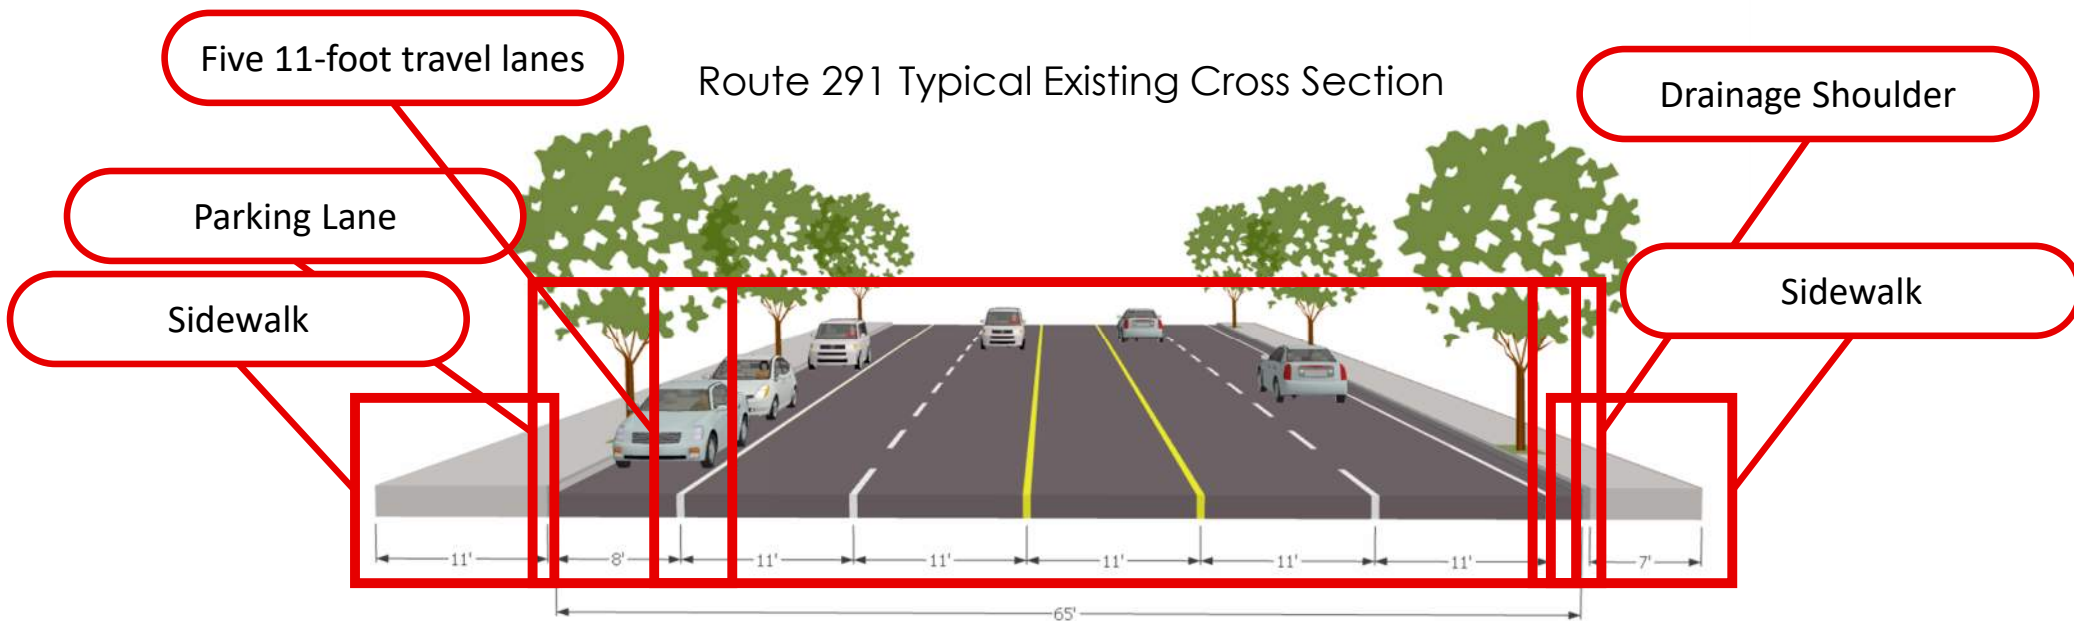 Five 11-foot travel lanes
Route 291 Typical Existing Cross Section
Drainage Shoulder
Parking Lane
Sidewalk
Sidewalk
11'
8'
11'
11'
11'
11'
11'
7'
65'